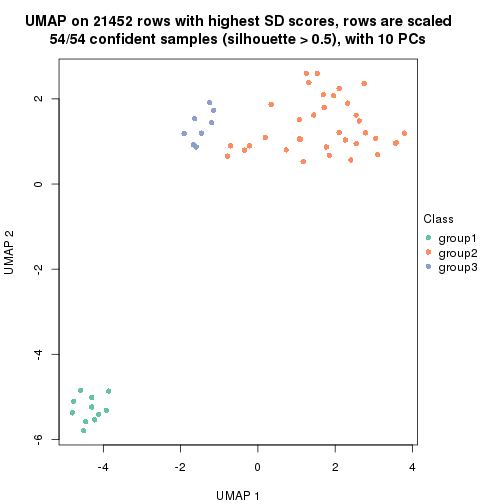 UMAP on 21452 rows with highest SD scores, rows are scaled
54/54 confident samples (silhouette > 0.5), with 10 PCs
2
0
-2
-4
-6
UMAP 2
-4 -2 0 2 4
UMAP 1
Class
group1
group2
group3